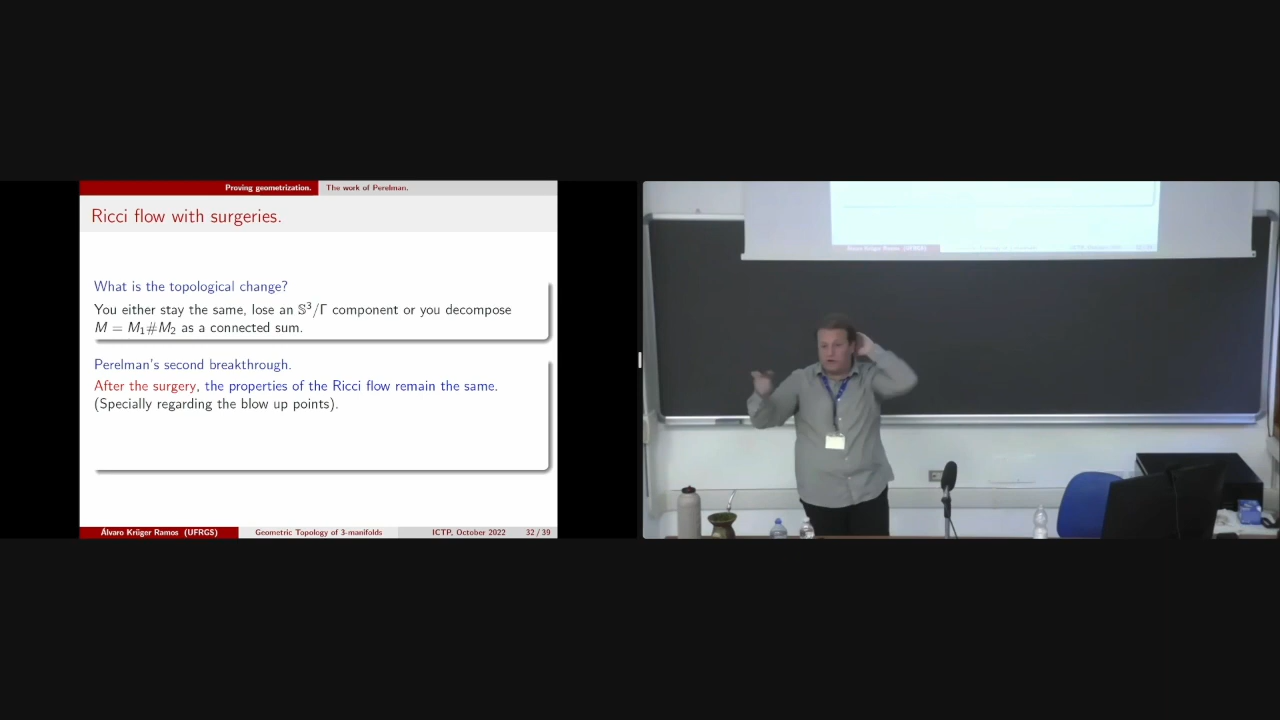 Proving geometrization. The work of Perelman.
Ricci flow with surgeries.
What is the topological change?
You either stay the same, lose an 𝕊³/Γ component or you decompose
M = M₁#M₂ as a connected sum.
Perelman's second breakthrough.
After the surgery, the properties of the Ricci flow remain the same.
(Specially regarding the blow up points).
Álvaro Krüger Ramos (UFRGS) Geometric Topology of 3-manifolds ICTP, October 2022 32 / 39